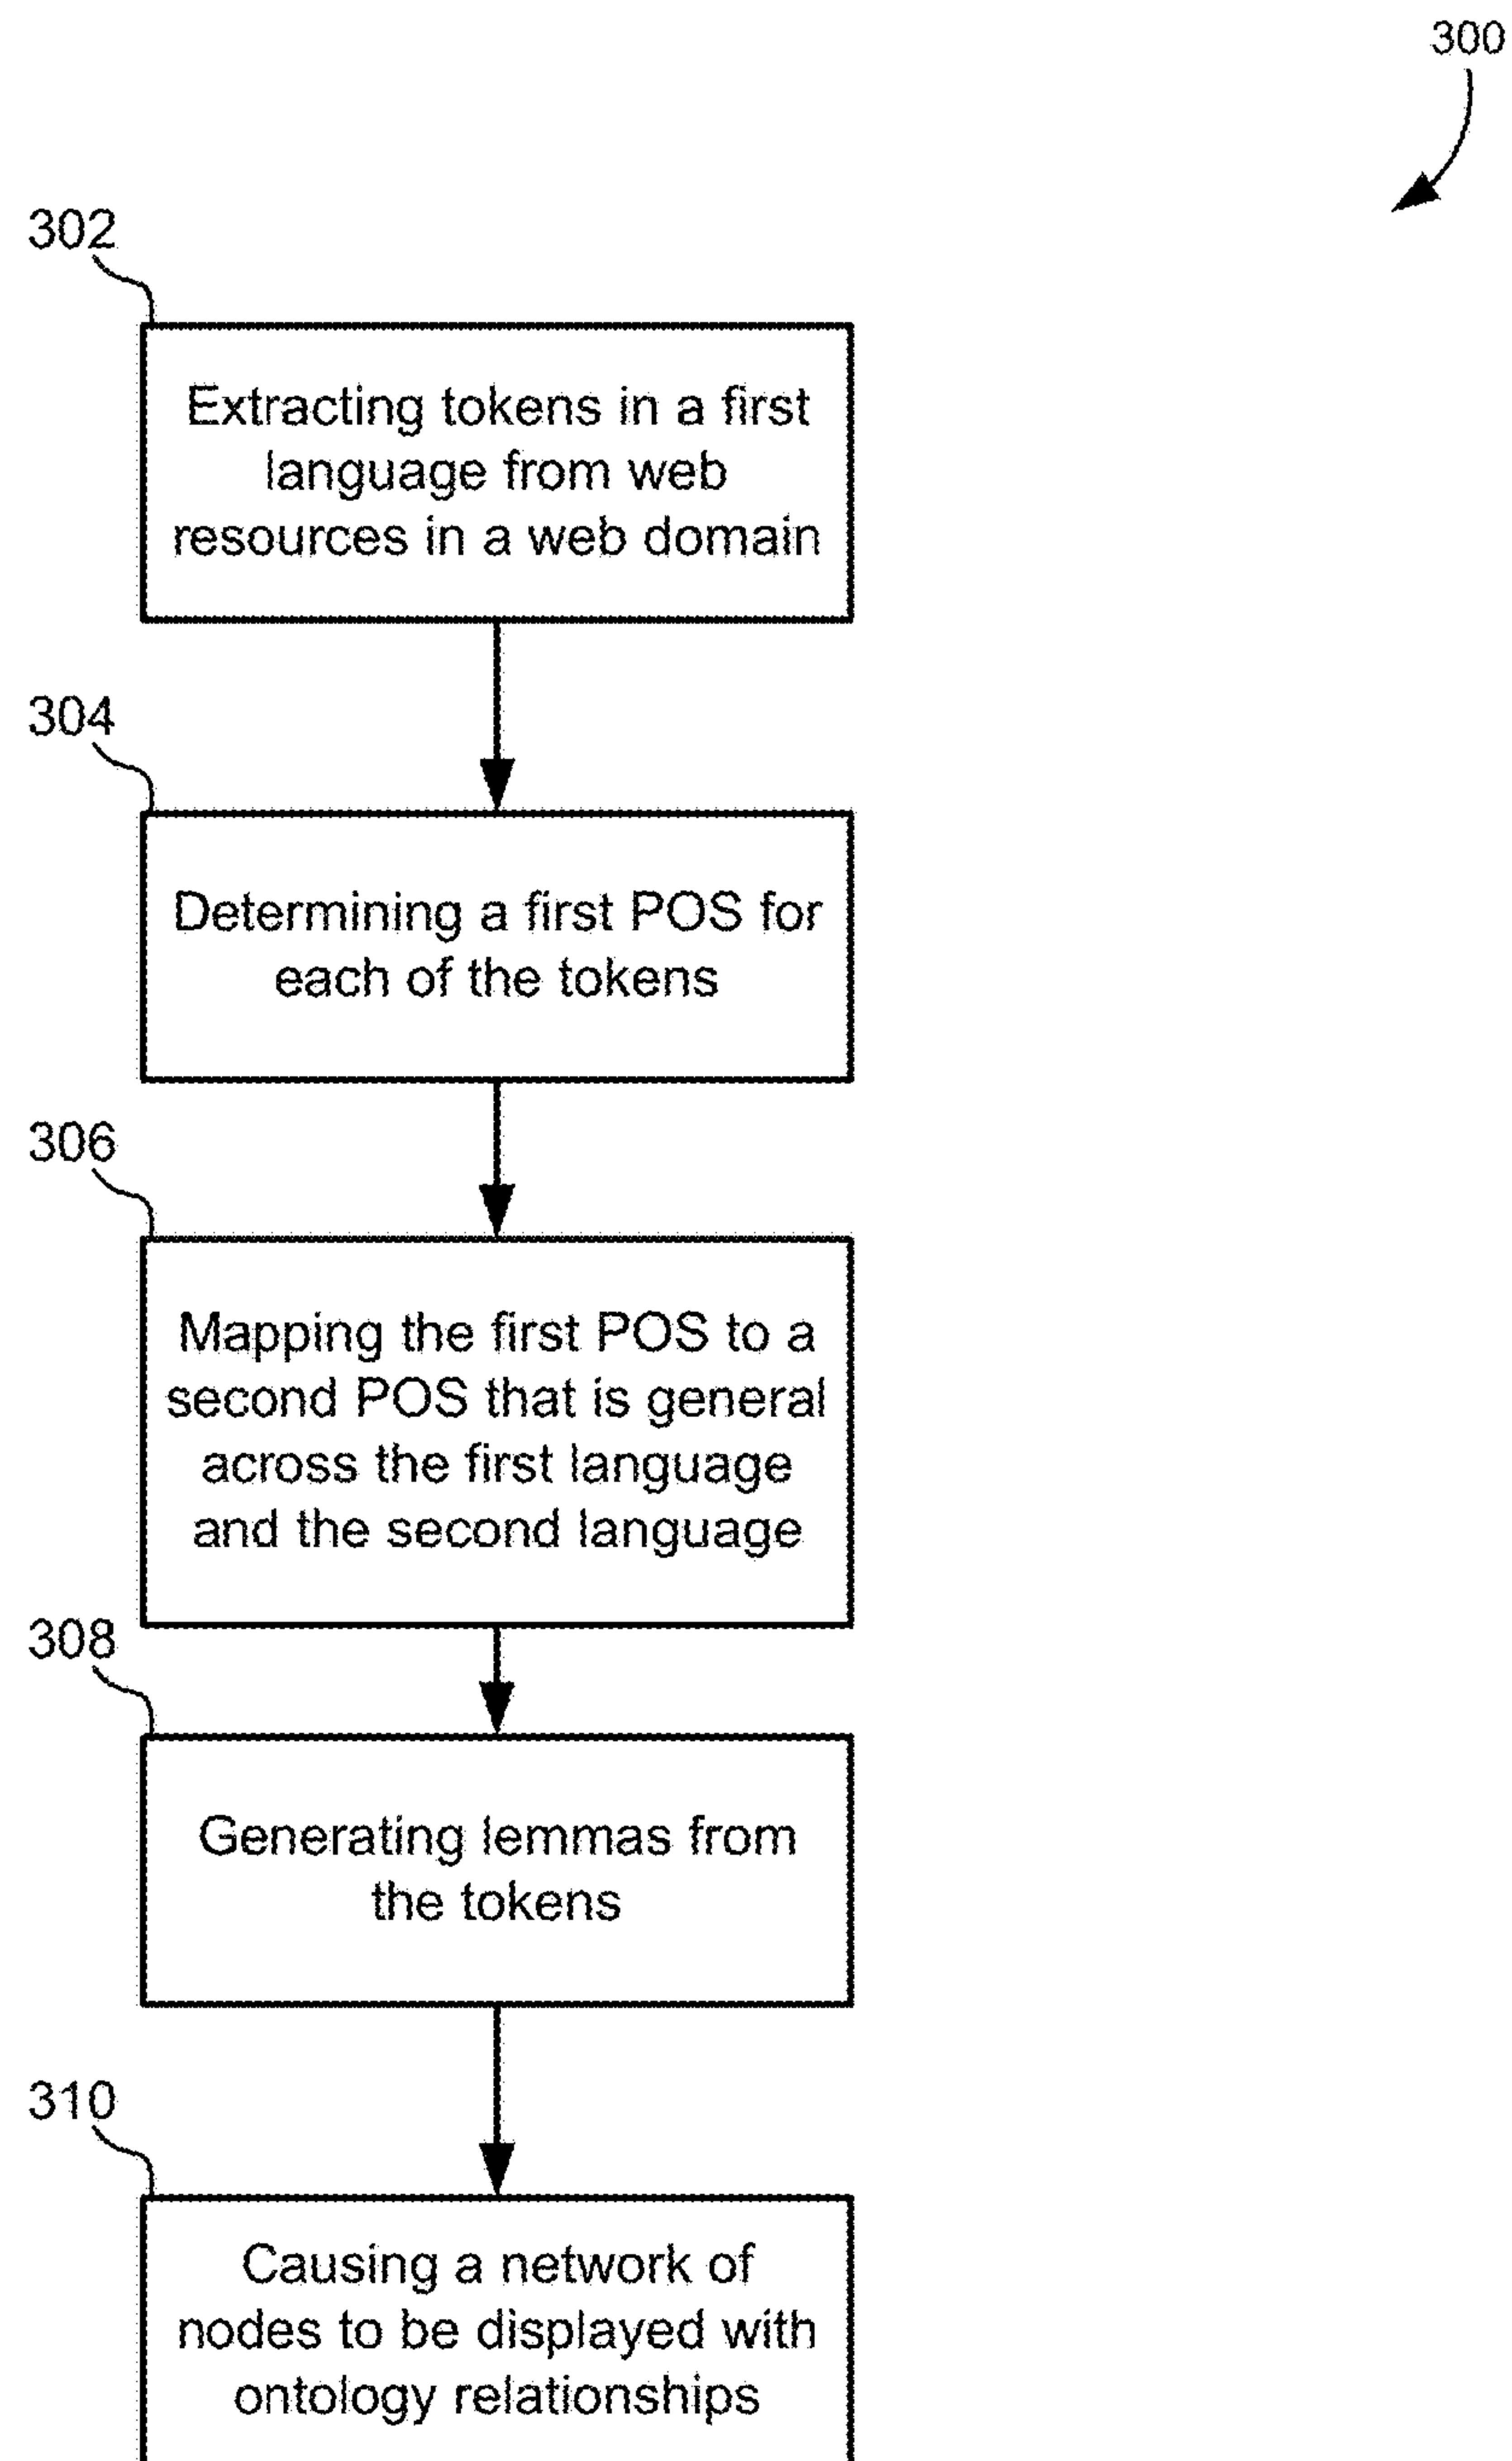 300
302
Extracting tokens in a first
language from web
resources in a web domain
304
Determining a first POS for
each of the tokens
306
Mapping the first POS to a
second POS that is general
across the first language
and the second language
308
Generating lemmas from
the tokens
310
Causing a network of
nodes to be displayed with
ontology relationships